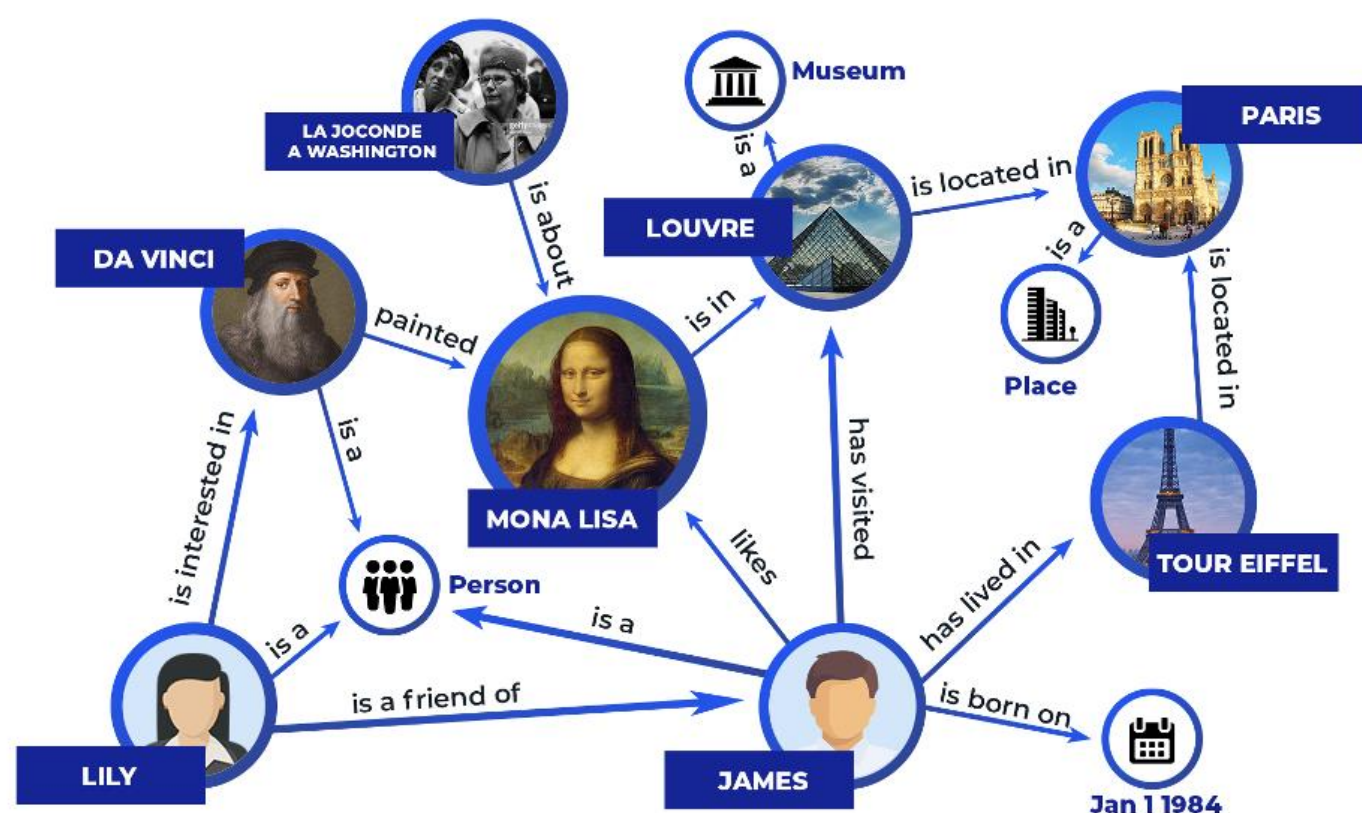 LA JOCONDE
A WASHINGTON
Museum
PARIS
is a
is located in
is about
LOUVRE
is a
DA VINCI
is located in
is in
painted
Place
is a
has visited
is interested in
MONA LISA
likes
TOUR EIFFEL
has lived in
Person
is a
is a
is a friend of
is born on
LILY
JAMES
Jan 1 1984